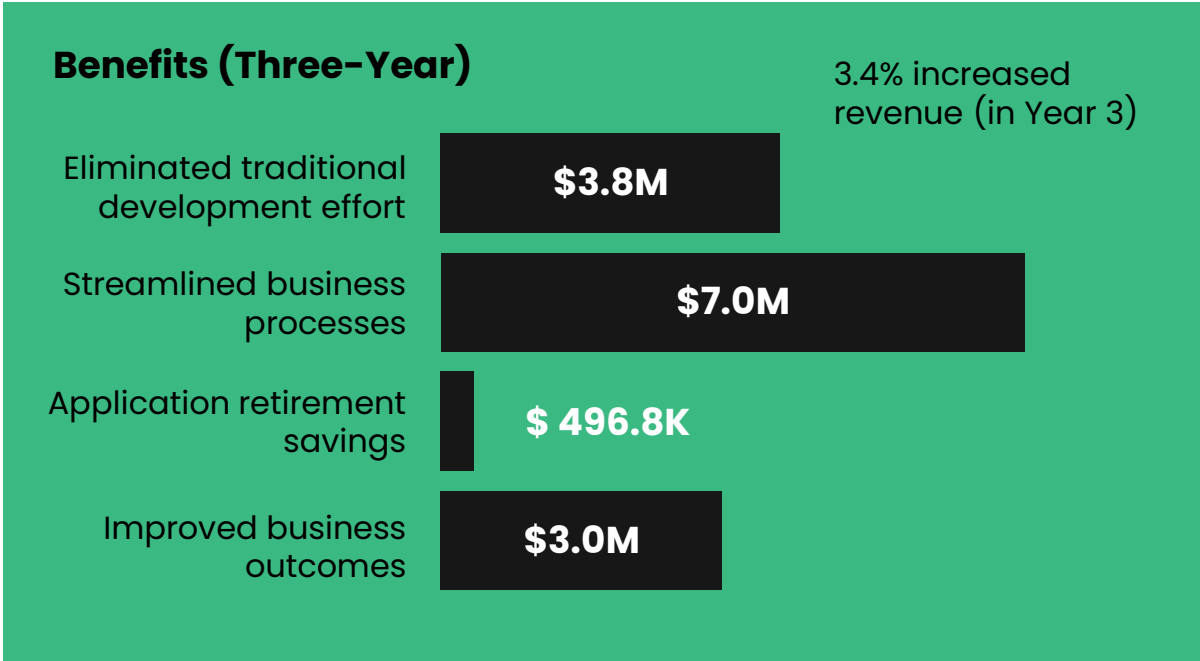 Benefits (Three-Year)
3.4% increased
revenue (in Year 3)
Eliminated traditional
development effort
$3.8M
Streamlined business
processes
$7.0M
Application retirement
savings
$ 496.8K
Improved business
outcomes
$3.0M